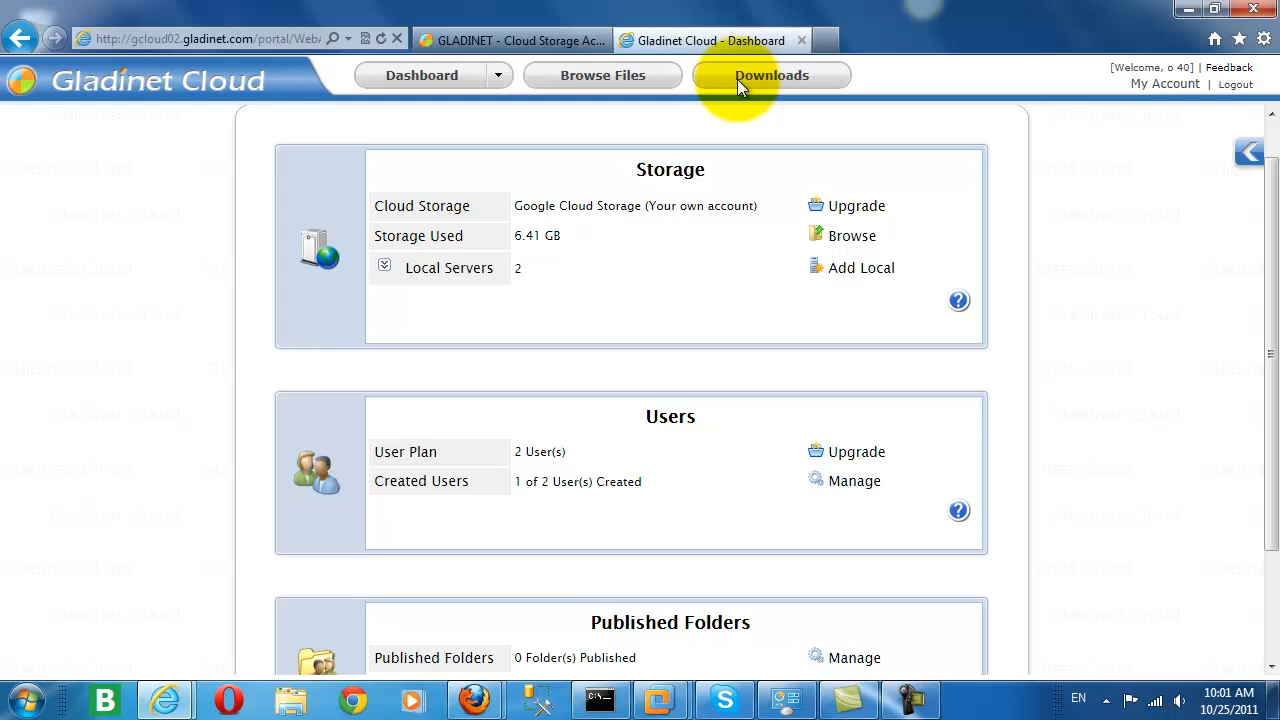 http://gcloud02.gladinet.com/portal/Web
GLADINET - Cloud Storage Ac...
Gladinet Cloud - Dashboard
Gladinet Cloud
Dashboard
Browse Files
Downloads
[Welcome, o 40] | Feedback
My Account | Logout
Storage
Cloud Storage Google Cloud Storage (Your own account) Upgrade
Storage Used 6.41 GB Browse
Local Servers 2 Add Local
?
Users
User Plan 2 User(s) Upgrade
Created Users 1 of 2 User(s) Created Manage
?
Published Folders
Published Folders 0 Folder(s) Published Manage
B
EN
10:01 AM
10/25/2011